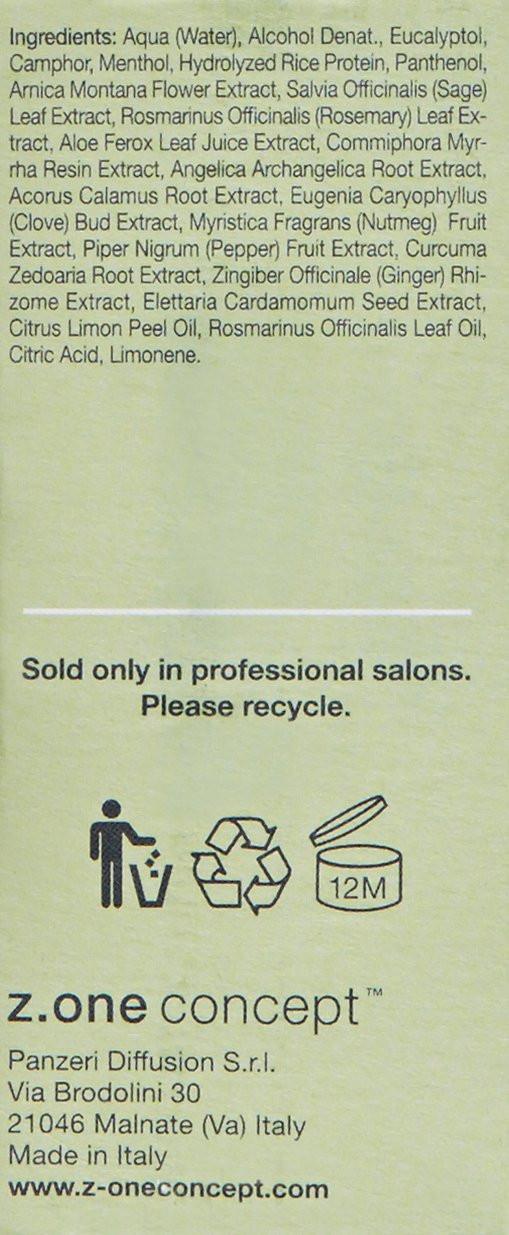 Ingredients: Aqua (Water), Alcohol Denat., Eucalyptol,
Camphor, Menthol, Hydrolyzed Rice Protein, Panthenol,
Arnica Montana Flower Extract, Salvia Officinalis (Sage)
Leaf Extract, Rosmarinus Officinalis (Rosemary) Leaf Ex-
tract, Aloe Ferox Leaf Juice Extract, Commiphora Myr-
rha Resin Extract, Angelica Archangelica Root Extract,
Acorus Calamus Root Extract, Eugenia Caryophyllus
(Clove) Bud Extract, Myristica Fragrans (Nutmeg) Fruit
Extract, Piper Nigrum (Pepper) Fruit Extract, Curcuma
Zedoaria Root Extract, Zingiber Officinale (Ginger) Rhi-
zome Extract, Elettaria Cardamomum Seed Extract,
Citrus Limon Peel Oil, Rosmarinus Officinalis Leaf Oil,
Citric Acid, Limonene.
Sold only in professional salons.
Please recycle.
12M
z.one concept™
Panzeri Diffusion S.r.l.
Via Brodolini 30
21046 Malnate (Va) Italy
Made in Italy
www.z-oneconcept.com